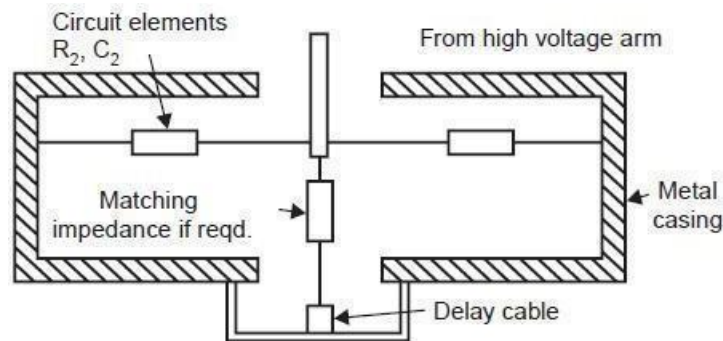 Circuit elements
R₂, C₂
From high voltage arm
Matching
impedance if reqd.
Metal
casing
Delay cable